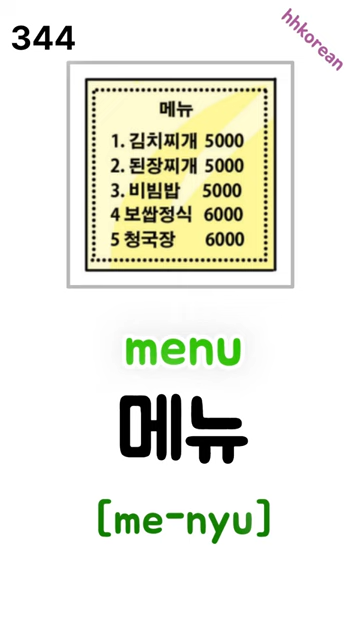 344
hhkorean
메뉴
1. 김치찌개 5000
2. 된장찌개 5000
3. 비빔밥 5000
4 보쌈정식 6000
5 청국장 6000
menu
메뉴
[me-nyu]